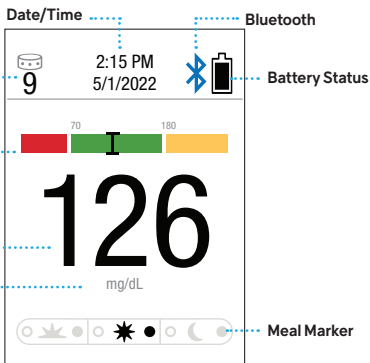 Date/Time
Bluetooth
2:15 PM
9
5/1/2022
Battery Status
70
180
126
mg/dL
Meal Marker